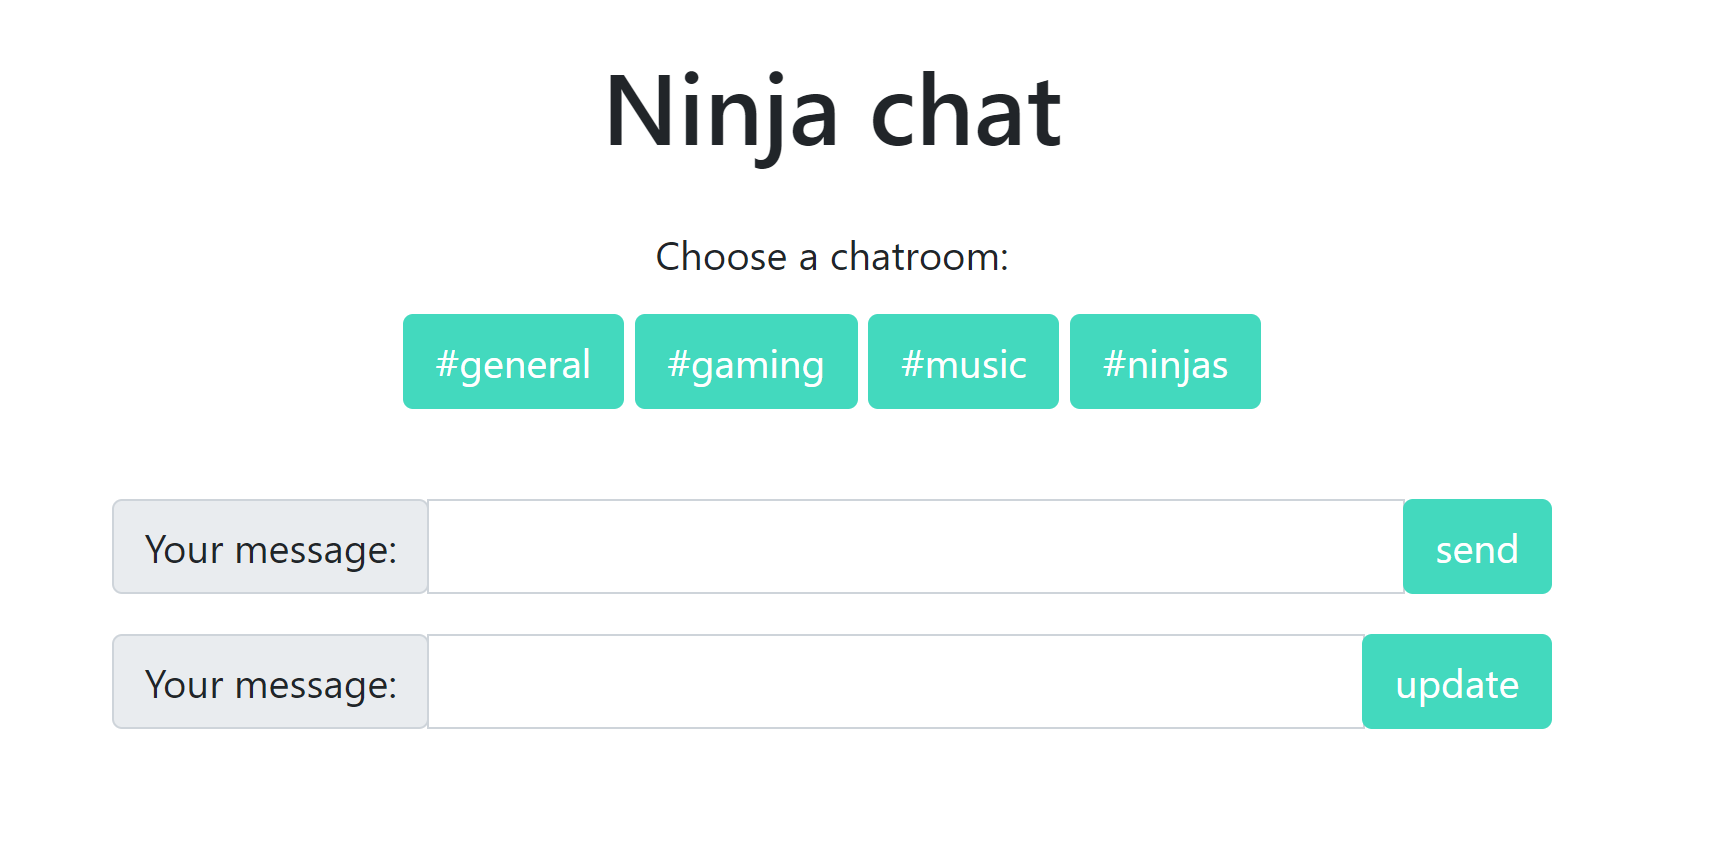 Ninja chat
Choose a chatroom:
#general #gaming #music #ninjas
Your message: send
Your message: update